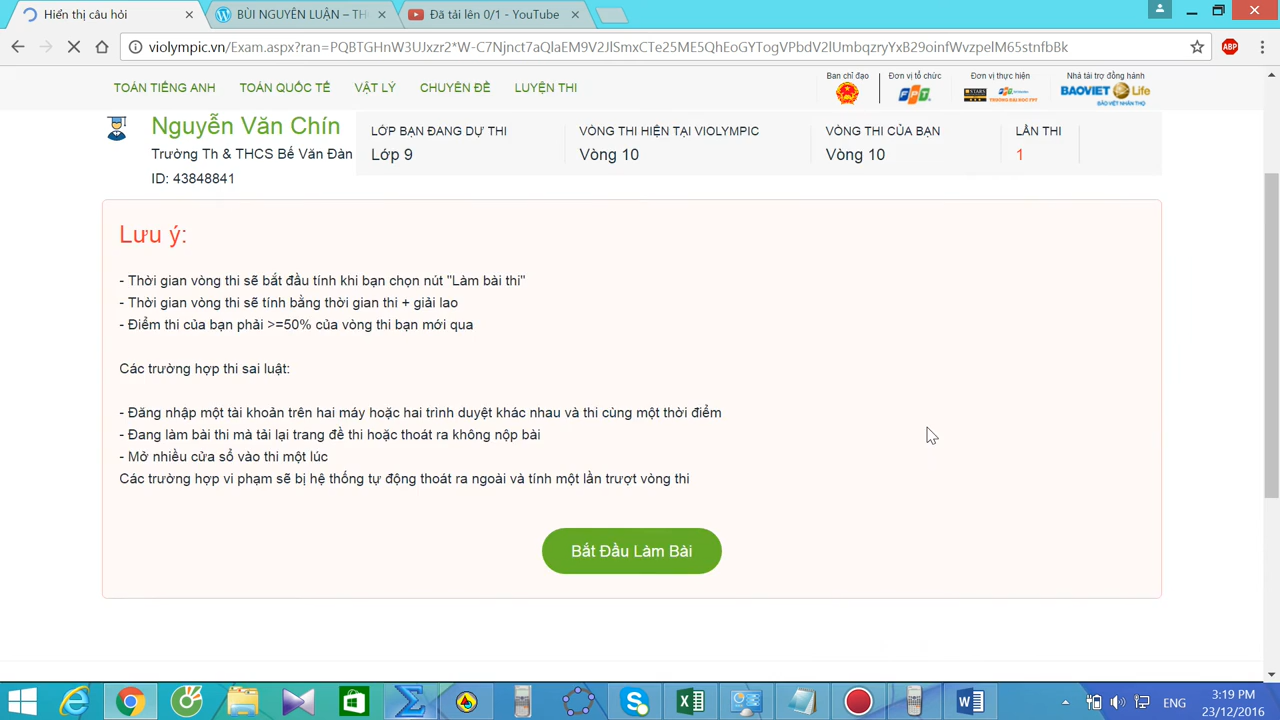 Hiển thị câu hỏi
BÙI NGUYÊN LUẬN – TH
Đã tải lên 0/1 - YouTube
violympic.vn/Exam.aspx?ran=PQBTGHnW3UJxzr2*W-C7Njnct7aQlaEM9V2JlSmxCTe25ME5QhEoGYTogVPbdV2lUmbqzryYxB29oinfWvzpelM65stnfbBk
ABP
TOÁN TIẾNG ANH
TOÁN QUỐC TẾ
VẬT LÝ
CHUYÊN ĐỀ
LUYỆN THI
Ban chỉ đạo
Đơn vị tổ chức
Đơn vị thực hiện
Nhà tài trợ đồng hành
FPT
BAOVIET Life
BẢO VIỆT NHÂN THỌ
Nguyễn Văn Chín
Trường Th & THCS Bế Văn Đàn
ID: 43848841
LỚP BẠN ĐANG DỰ THI
Lớp 9
VÒNG THI HIỆN TẠI VIOLYMPIC
Vòng 10
VÒNG THI CỦA BẠN
Vòng 10
LẦN THI
1
Lưu ý:
- Thời gian vòng thi sẽ bắt đầu tính khi bạn chọn nút "Làm bài thi"
- Thời gian vòng thi sẽ tính bằng thời gian thi + giải lao
- Điểm thi của bạn phải >=50% của vòng thi bạn mới qua
Các trường hợp thi sai luật:
- Đăng nhập một tài khoản trên hai máy hoặc hai trình duyệt khác nhau và thi cùng một thời điểm
- Đang làm bài thi mà tải lại trang đề thi hoặc thoát ra không nộp bài
- Mở nhiều cửa sổ vào thi một lúc
Các trường hợp vi phạm sẽ bị hệ thống tự động thoát ra ngoài và tính một lần trượt vòng thi
Bắt Đầu Làm Bài
ENG
3:19 PM
23/12/2016